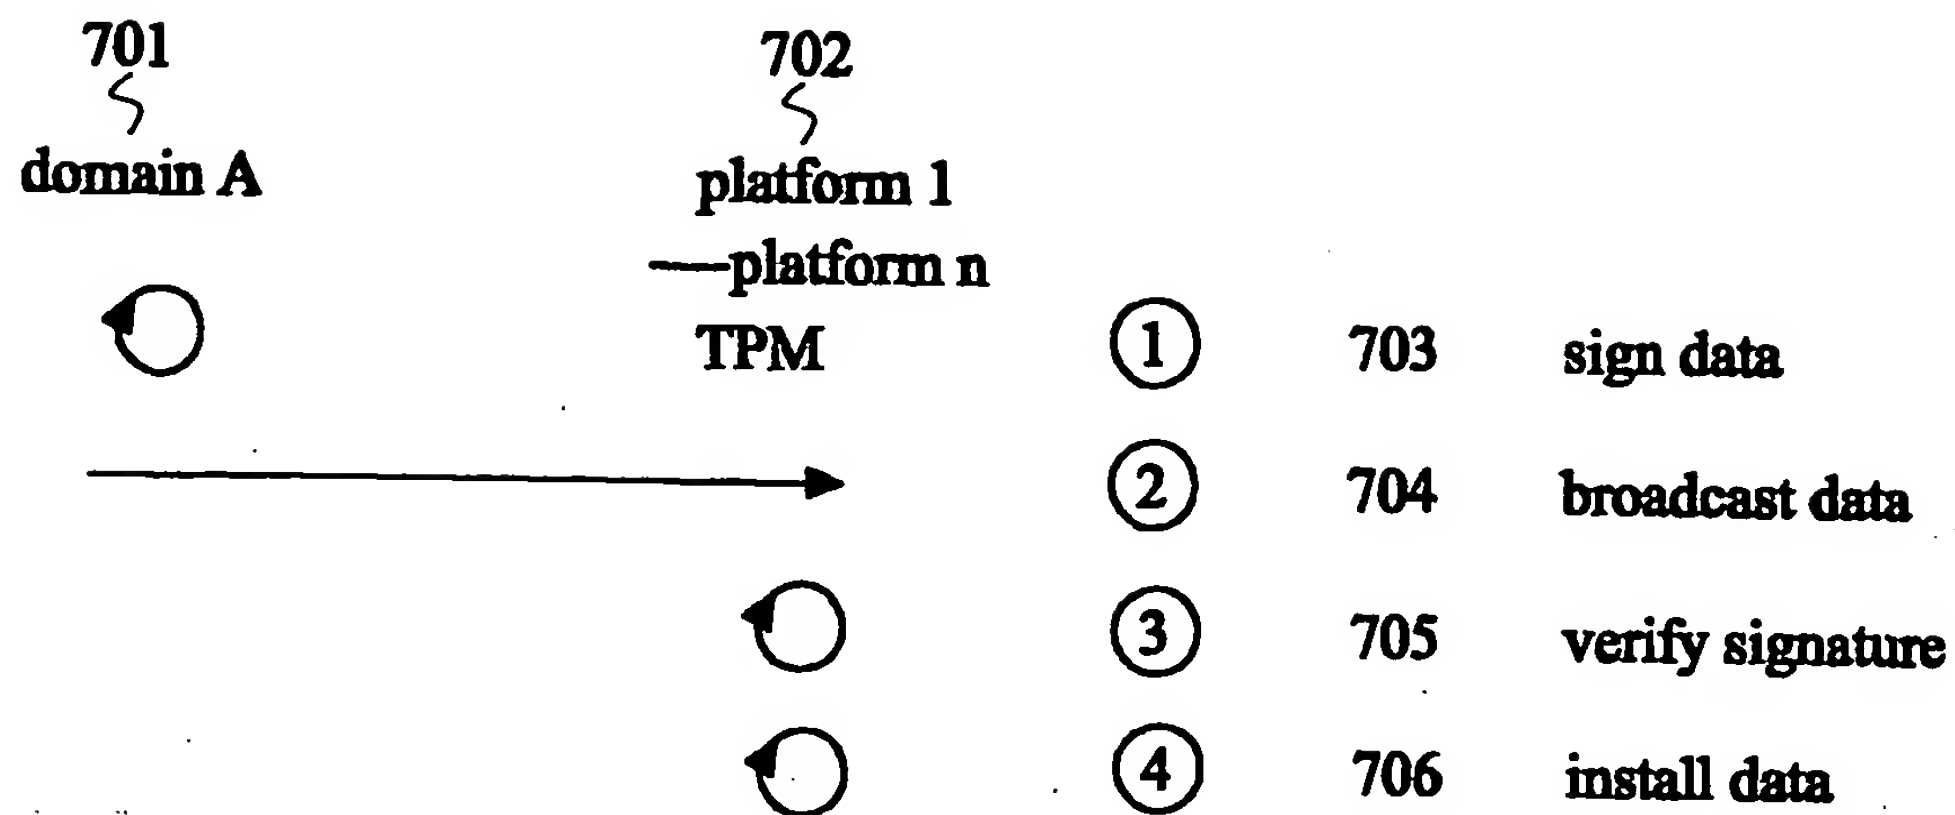 701
702
domain A
platform 1
platform n
TPM
1 703 sign data
2 704 broadcast data
3 705 verify signature
4 706 install data